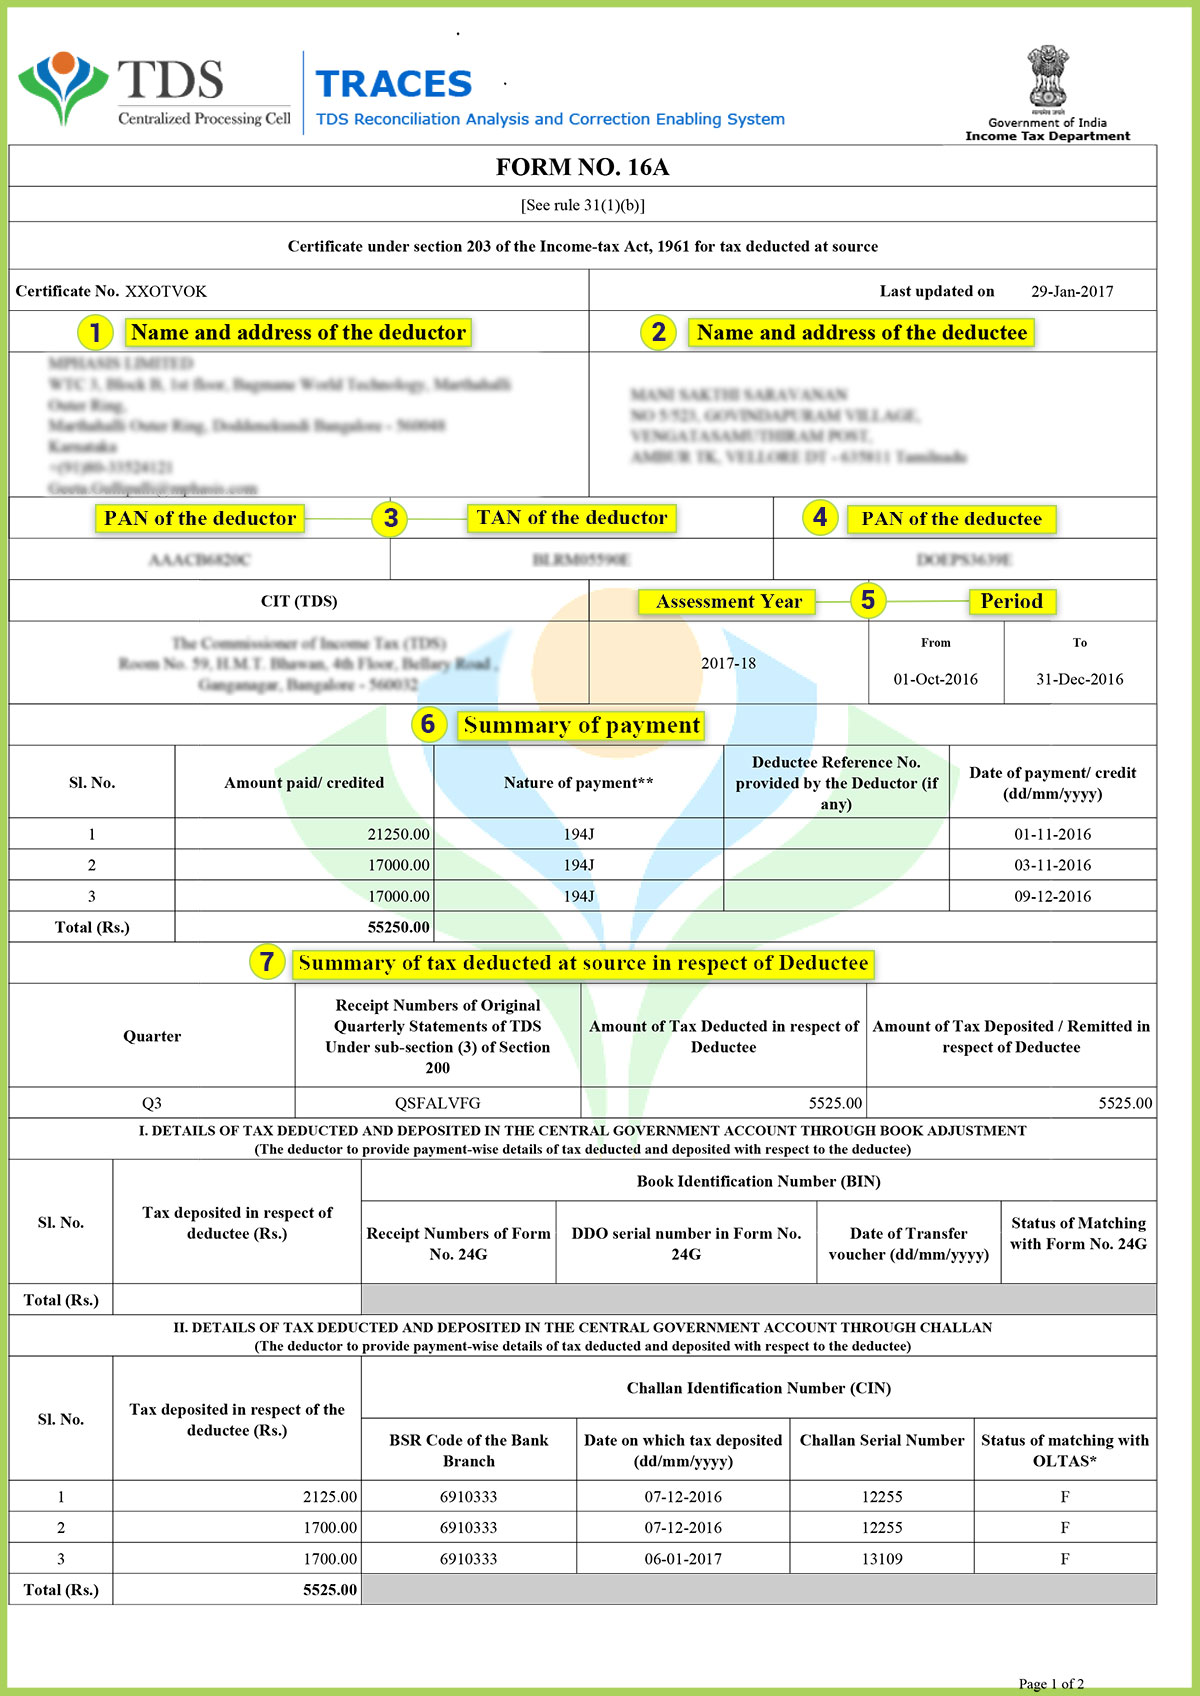 TDS
Centralized Processing Cell
TRACES
TDS Reconciliation Analysis and Correction Enabling System
सत्यमेव जयते
Government of India
Income Tax Department
FORM NO. 16A
[See rule 31(1)(b)]
Certificate under section 203 of the Income-tax Act, 1961 for tax deducted at source
Certificate No. XXOTVOK
Last updated on 29-Jan-2017
1 Name and address of the deductor
2 Name and address of the deductee
PAN of the deductor 3 TAN of the deductor
4 PAN of the deductee
CIT (TDS)
Assessment Year 5 Period
2017-18
From
To
01-Oct-2016
31-Dec-2016
6 Summary of payment
Sl. No.
Amount paid/ credited
Nature of payment**
Deductee Reference No.
provided by the Deductor (if
any)
Date of payment/ credit
(dd/mm/yyyy)
1 21250.00 194J 01-11-2016
2 17000.00 194J 03-11-2016
3 17000.00 194J 09-12-2016
Total (Rs.) 55250.00
7 Summary of tax deducted at source in respect of Deductee
Quarter
Receipt Numbers of Original
Quarterly Statements of TDS
Under sub-section (3) of Section
200
Amount of Tax Deducted in respect of
Deductee
Amount of Tax Deposited / Remitted in
respect of Deductee
Q3 QSFALVFG 5525.00 5525.00
I. DETAILS OF TAX DEDUCTED AND DEPOSITED IN THE CENTRAL GOVERNMENT ACCOUNT THROUGH BOOK ADJUSTMENT
(The deductor to provide payment-wise details of tax deducted and deposited with respect to the deductee)
Sl. No.
Tax deposited in respect of
deductee (Rs.)
Book Identification Number (BIN)
Receipt Numbers of Form
No. 24G
DDO serial number in Form No.
24G
Date of Transfer
voucher (dd/mm/yyyy)
Status of Matching
with Form No. 24G
Total (Rs.)
II. DETAILS OF TAX DEDUCTED AND DEPOSITED IN THE CENTRAL GOVERNMENT ACCOUNT THROUGH CHALLAN
(The deductor to provide payment-wise details of tax deducted and deposited with respect to the deductee)
Sl. No.
Tax deposited in respect of the
deductee (Rs.)
Challan Identification Number (CIN)
BSR Code of the Bank
Branch
Date on which tax deposited
(dd/mm/yyyy)
Challan Serial Number
Status of matching with
OLTAS*
1 2125.00 6910333 07-12-2016 12255 F
2 1700.00 6910333 07-12-2016 12255 F
3 1700.00 6910333 06-01-2017 13109 F
Total (Rs.) 5525.00
Page 1 of 2